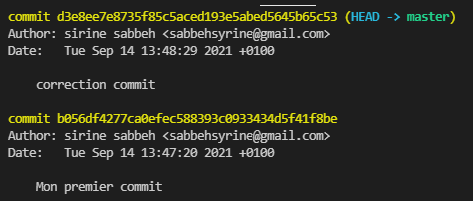 commit d3e8ee7e8735f85c5aced193e5abed5645b65c53 (HEAD -> master)
Author: sirine sabbeh <sabbehsyrine@gmail.com>
Date:   Tue Sep 14 13:48:29 2021 +0100
correction commit
commit b056df4277ca0efec588393c0933434d5f41f8be
Author: sirine sabbeh <sabbehsyrine@gmail.com>
Date:   Tue Sep 14 13:47:20 2021 +0100
Mon premier commit